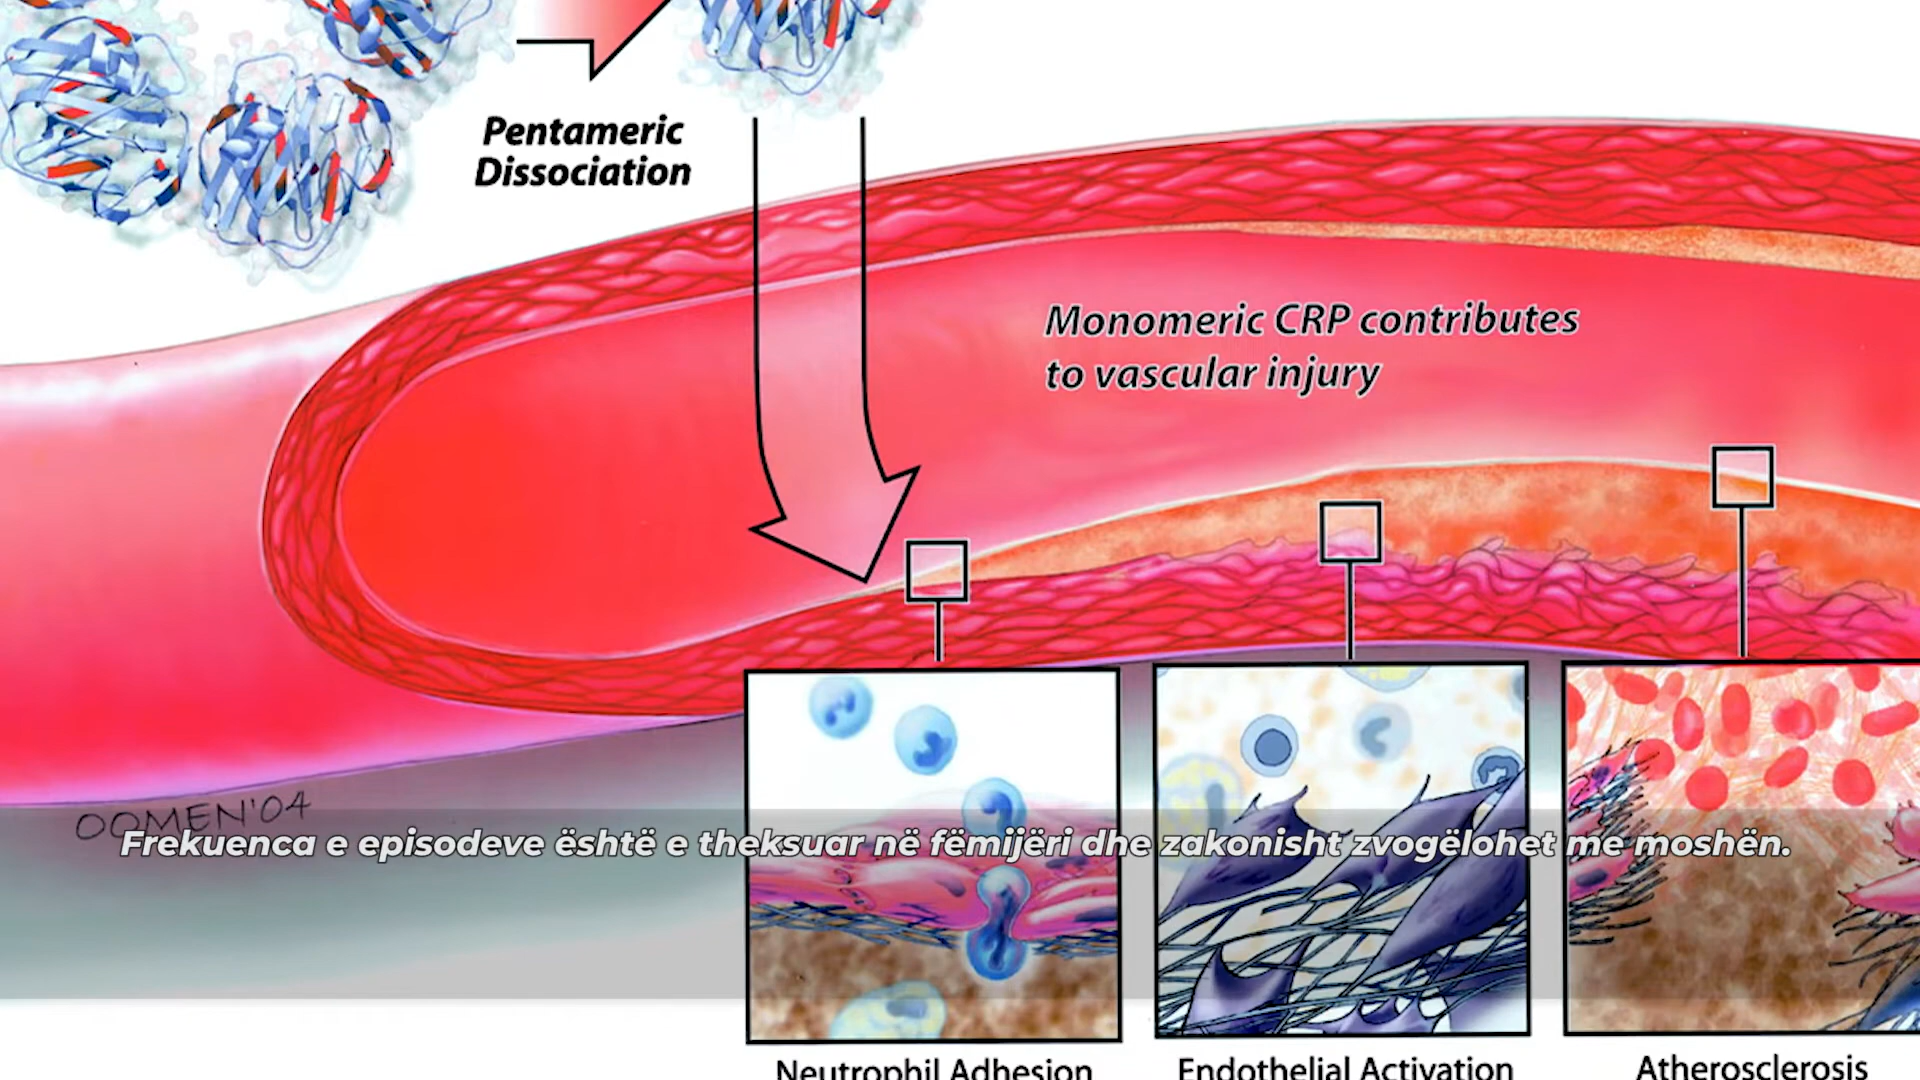 Pentameric
Dissociation
Monomeric CRP contributes
to vascular injury
OOMEN'04
Frekuenca e episodeve është e theksuar në fëmijëri dhe zakonisht zvogëlohet me moshën.
Neutrophil Adhesion
Endothelial Activation
Atherosclerosis